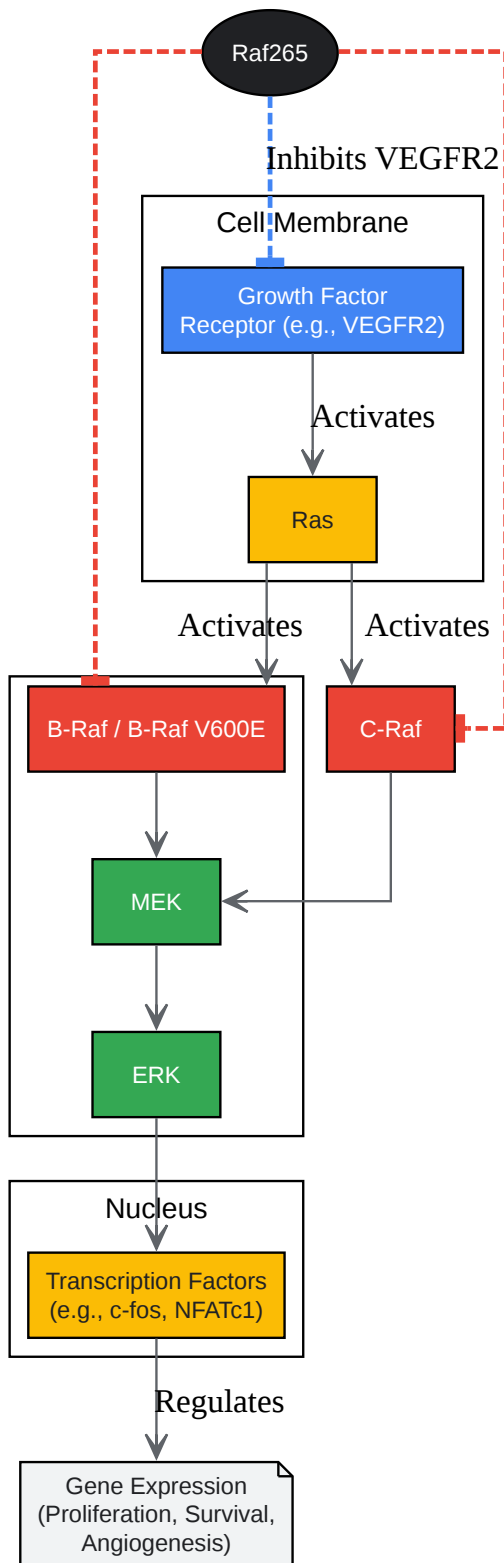 Raf265
Inhibits VEGFR2
Cell Membrane
Growth Factor
Receptor (e.g., VEGFR2)
Activates
Ras
Activates
Activates
B-Raf / B-Raf V600E
C-Raf
MEK
ERK
Nucleus
Transcription Factors
(e.g., c-fos, NFATc1)
Regulates
Gene Expression
(Proliferation, Survival,
Angiogenesis)